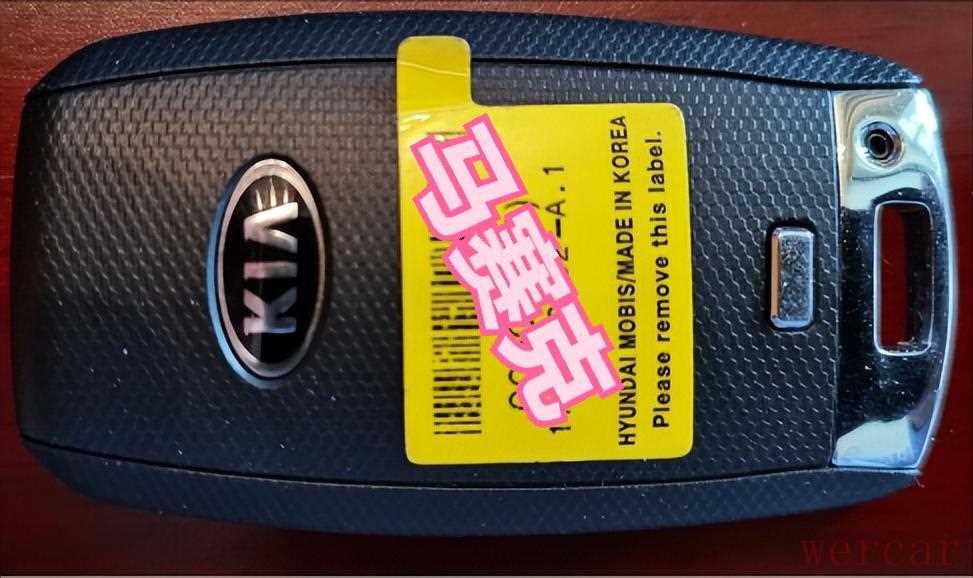 KIA
马赛克
HYUNDAI MOBIS/MADE IN KOREA
Please remove this label.
wercar